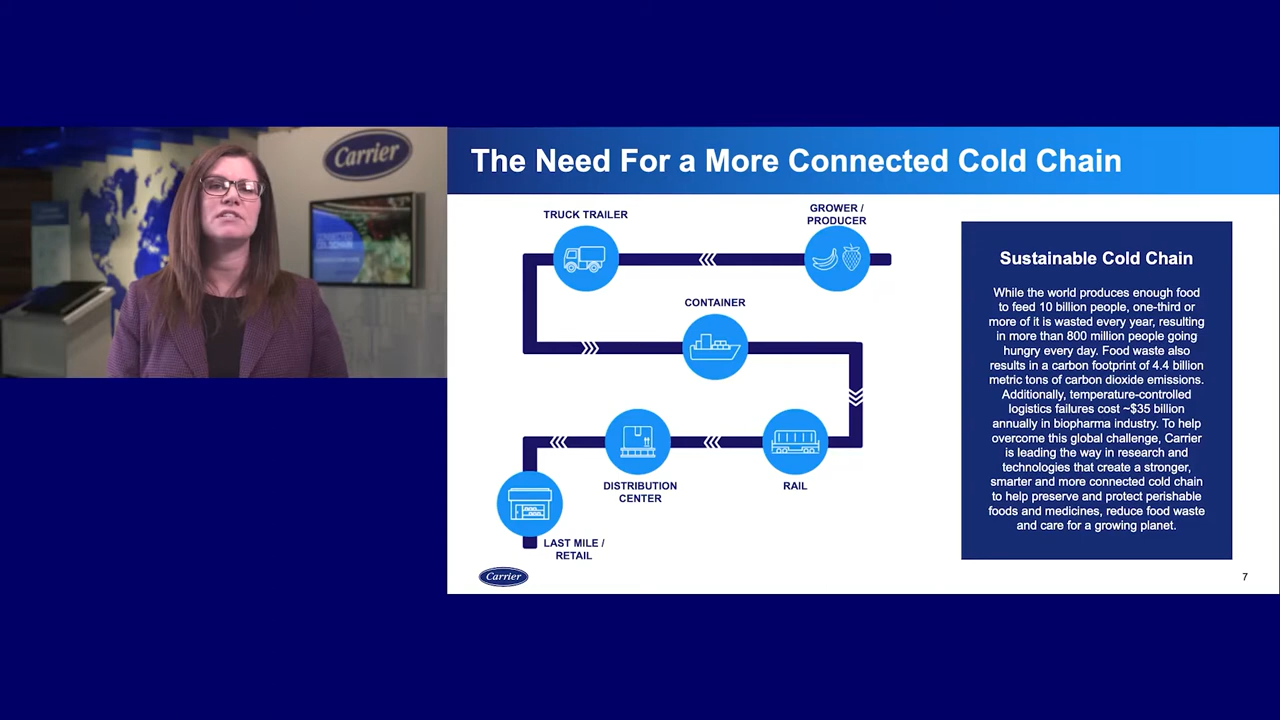 Carrier
CONNECTED
COLDCHAIN
The Need For a More Connected Cold Chain
TRUCK TRAILER
GROWER /
PRODUCER
CONTAINER
DISTRIBUTION
CENTER
RAIL
LAST MILE /
RETAIL
Sustainable Cold Chain
While the world produces enough food
to feed 10 billion people, one-third or
more of it is wasted every year, resulting
in more than 800 million people going
hungry every day. Food waste also
results in a carbon footprint of 4.4 billion
metric tons of carbon dioxide emissions.
Additionally, temperature-controlled
logistics failures cost ~$35 billion
annually in biopharma industry. To help
overcome this global challenge, Carrier
is leading the way in research and
technologies that create a stronger,
smarter and more connected cold chain
to help preserve and protect perishable
foods and medicines, reduce food waste
and care for a growing planet.
Carrier
7